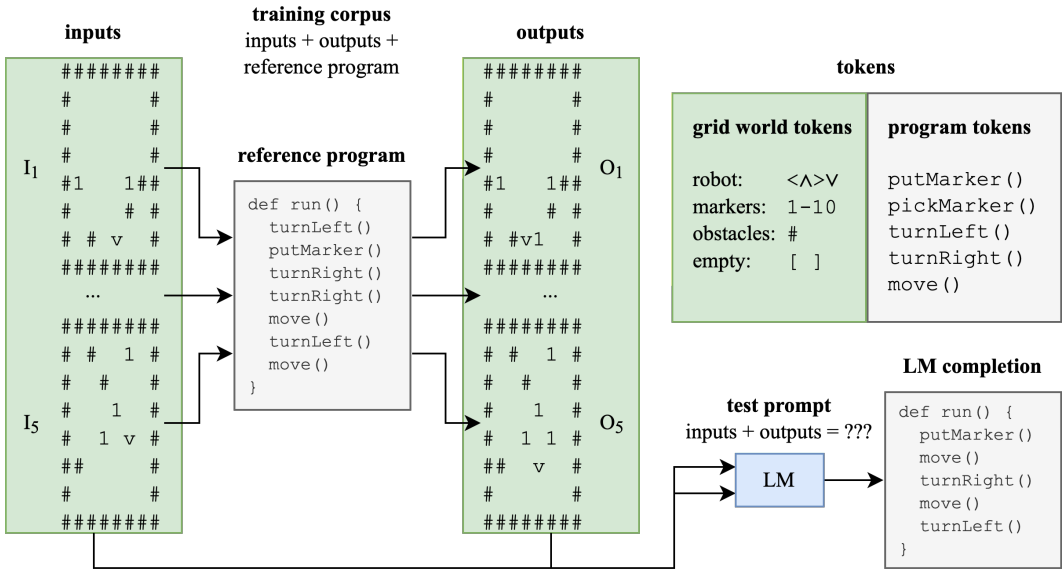 training corpus
inputs + outputs +
reference program
inputs
########
#      #
#      #
#      #
I1
#1   1##
#    # #
# # v  #
########
...
########
# #  1 #
#  #   #
#   1  #
I5
#  1 v #
##     #
#      #
########
reference program
def run() {
  turnLeft()
  putMarker()
  turnRight()
  turnRight()
  move()
  turnLeft()
  move()
}
outputs
########
#      #
#      #
#      #
O1
#1   1##
#    # #
# #v1  #
########
...
########
# #  1 #
#  #   #
#   1  #
O5
#  1 1 #
##  v  #
#      #
########
tokens
grid world tokens
robot: <∧>∨
markers: 1-10
obstacles: #
empty: [ ]
program tokens
putMarker()
pickMarker()
turnLeft()
turnRight()
move()
test prompt
inputs + outputs = ???
LM
LM completion
def run() {
  putMarker()
  move()
  turnRight()
  move()
  turnLeft()
}